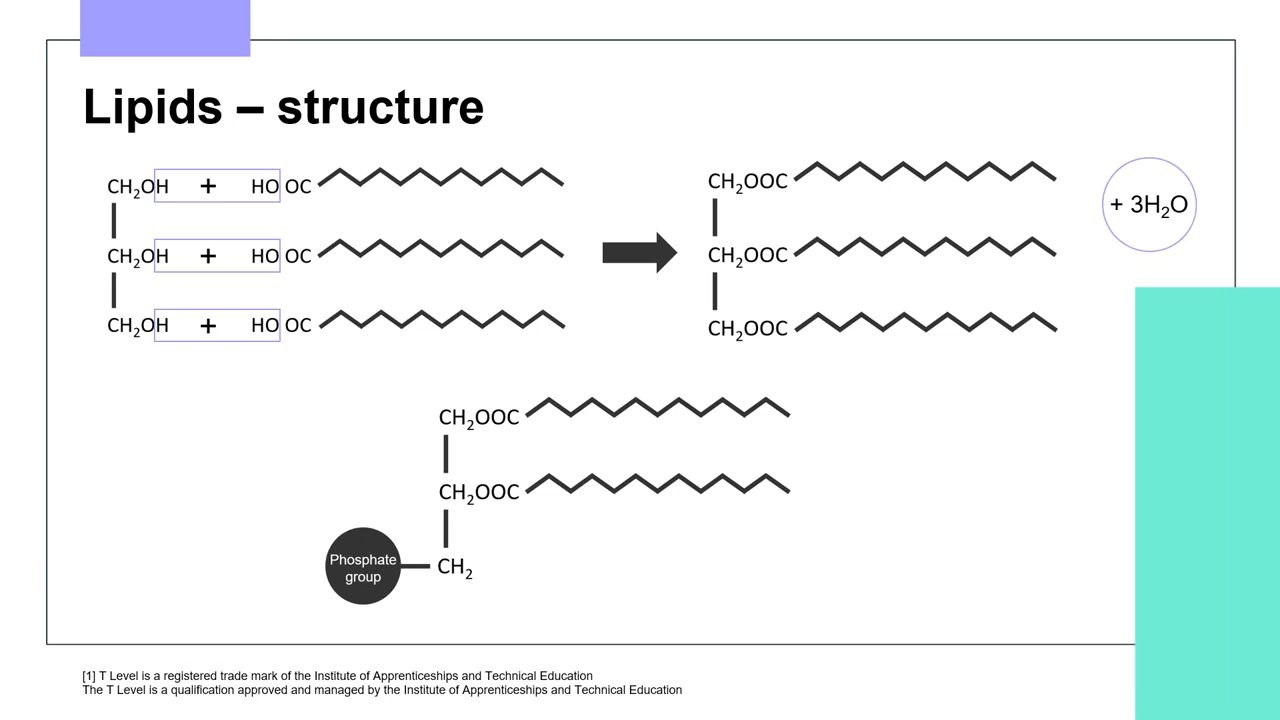 Lipids – structure
CH₂OH + HO OC
CH₂OH + HO OC
CH₂OH + HO OC
CH₂OOC
CH₂OOC
CH₂OOC
+ 3H₂O
CH₂OOC
CH₂OOC
CH₂
Phosphate
group
[1] T Level is a registered trade mark of the Institute of Apprenticeships and Technical Education
The T Level is a qualification approved and managed by the Institute of Apprenticeships and Technical Education